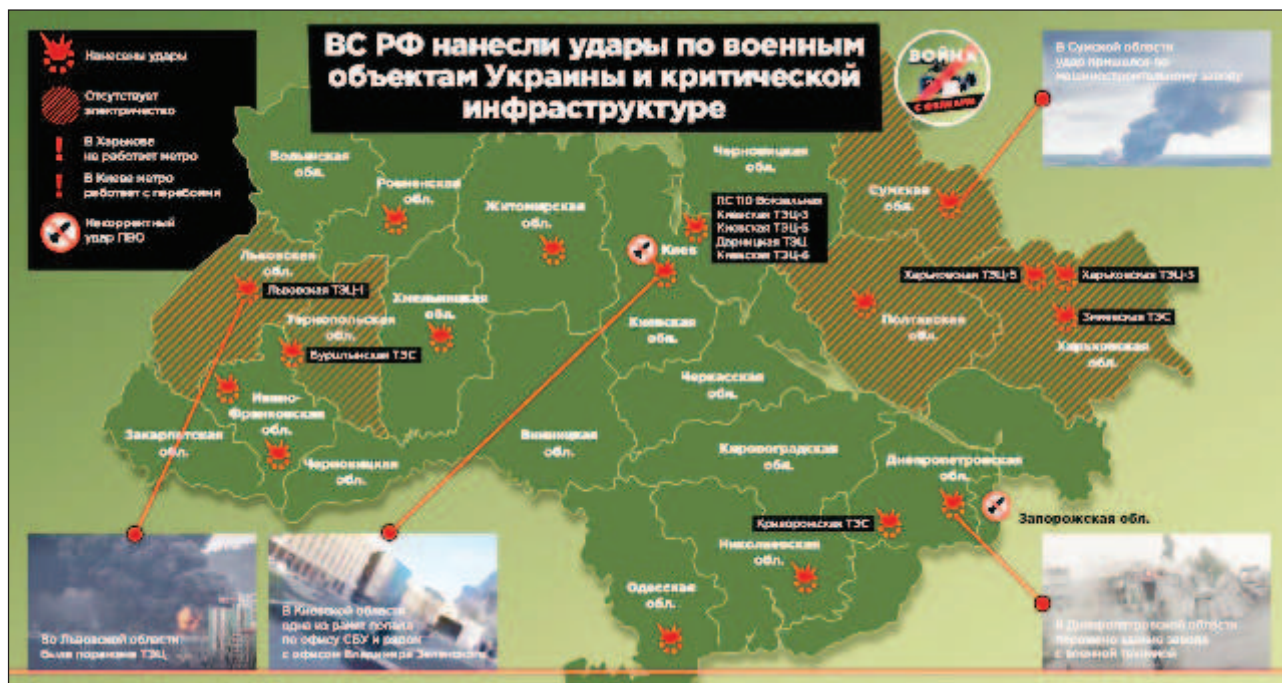 ВС РФ нанесли удары по военным
объектам Украины и критической
инфраструктуре
ВОЙНА
С ФЕЙКАМИ
Нанесены удары
Отсутствует
электричество
!
В Харькове
не работает метро
!
В Киеве метро
работает с перебоями
Некорректный
удар ПВО
В Сумской области
удар пришелся по
машиностроительному заводу
Волынская
обл.
Ровненская
обл.
Житомирская
обл.
Черновицкая
обл.
Сумская
обл.
ПС 110 Вокзальная
Киевская ТЭЦ-3
Киевская ТЭЦ-5
Дарницкая ТЭЦ
Киевская ТЭЦ-6
Киев
Львовская
обл.
Львовская ТЭЦ-1
Хмельницкая
обл.
Тернопольская
обл.
Бурштынская ТЭС
Киевская
обл.
Полтавская
обл.
Харьковская ТЭЦ-5
Харьковская ТЭЦ-3
Змиевская ТЭС
Харьковская
обл.
Ивано-
Франковская
обл.
Закарпатская
обл.
Черновицкая
обл.
Винницкая
обл.
Черкасская
обл.
Кировоградская
обл.
Днепропетровская
обл.
Запорожская обл.
Криворожская ТЭС
Николаевская
обл.
Одесская
обл.
Во Львовской области
была поражена ТЭЦ
В Киевской области
одна из ракет попала
по офису СБУ и рядом
с офисом Владимира Зеленского
В Днепропетровской области
поражено здание завода
с военной техникой